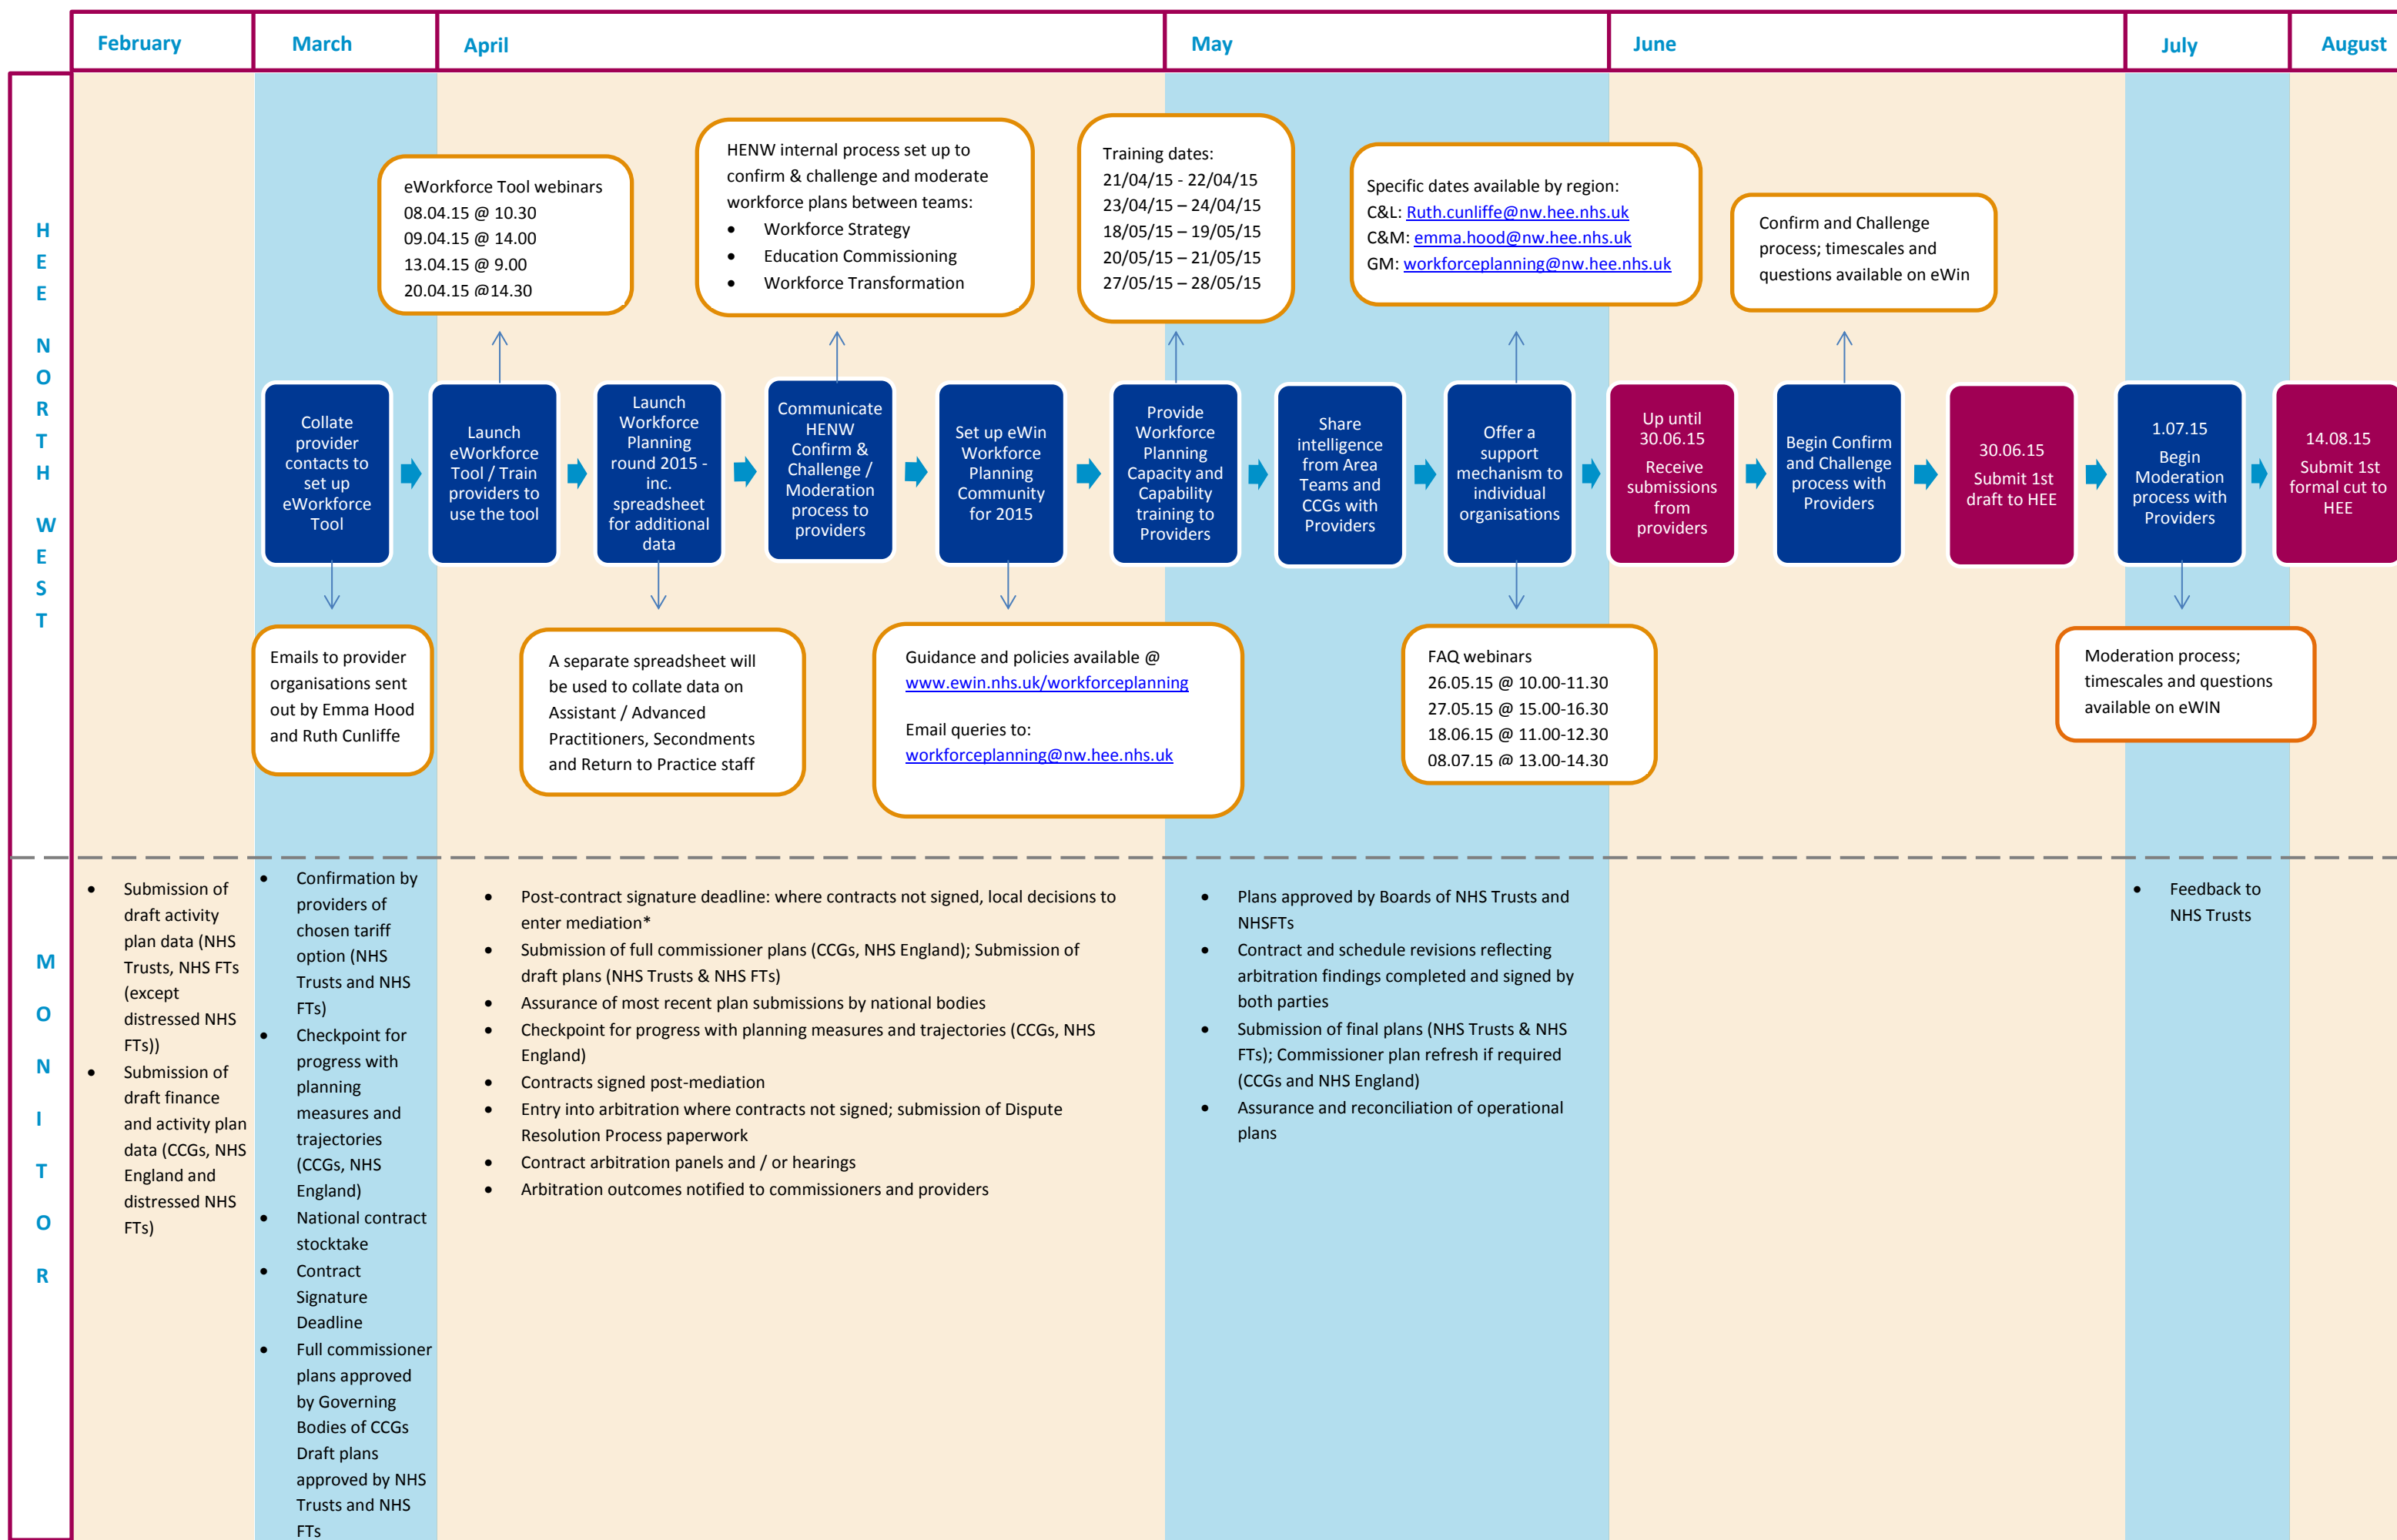 February
March
April
May
June
July
August
HEE NORTH WEST
eWorkforce Tool webinars
08.04.15 @ 10.30
09.04.15 @ 14.00
13.04.15 @ 9.00
20.04.15 @14.30
HENW internal process set up to
confirm & challenge and moderate
workforce plans between teams:
• Workforce Strategy
• Education Commissioning
• Workforce Transformation
Training dates:
21/04/15 - 22/04/15
23/04/15 – 24/04/15
18/05/15 – 19/05/15
20/05/15 – 21/05/15
27/05/15 – 28/05/15
Specific dates available by region:
C&L: Ruth.cunliffe@nw.hee.nhs.uk
C&M: emma.hood@nw.hee.nhs.uk
GM: workforceplanning@nw.hee.nhs.uk
Confirm and Challenge
process; timescales and
questions available on eWin
Collate
provider
contacts to
set up
eWorkforce
Tool
Launch
eWorkforce
Tool / Train
providers to
use the tool
Launch
Workforce
Planning
round 2015 -
inc.
spreadsheet
for additional
data
Communicate
HENW
Confirm &
Challenge /
Moderation
process to
providers
Set up eWin
Workforce
Planning
Community
for 2015
Provide
Workforce
Planning
Capacity and
Capability
training to
Providers
Share
intelligence
from Area
Teams and
CCGs with
Providers
Offer a
support
mechanism to
individual
organisations
Up until
30.06.15
Receive
submissions
from
providers
Begin Confirm
and Challenge
process with
Providers
30.06.15
Submit 1st
draft to HEE
1.07.15
Begin
Moderation
process with
Providers
14.08.15
Submit 1st
formal cut to
HEE
Emails to provider
organisations sent
out by Emma Hood
and Ruth Cunliffe
A separate spreadsheet will
be used to collate data on
Assistant / Advanced
Practitioners, Secondments
and Return to Practice staff
Guidance and policies available @
www.ewin.nhs.uk/workforceplanning
Email queries to:
workforceplanning@nw.hee.nhs.uk
FAQ webinars
26.05.15 @ 10.00-11.30
27.05.15 @ 15.00-16.30
18.06.15 @ 11.00-12.30
08.07.15 @ 13.00-14.30
Moderation process;
timescales and questions
available on eWIN
MONITOR
• Submission of
draft activity
plan data (NHS
Trusts, NHS FTs
(except
distressed NHS
FTs))
• Submission of
draft finance
and activity plan
data (CCGs, NHS
England and
distressed NHS
FTs)
• Confirmation by
providers of
chosen tariff
option (NHS
Trusts and NHS
FTs)
• Checkpoint for
progress with
planning
measures and
trajectories
(CCGs, NHS
England)
• National contract
stocktake
• Contract
Signature
Deadline
• Full commissioner
plans approved
by Governing
Bodies of CCGs
Draft plans
approved by NHS
Trusts and NHS
FTs
• Post-contract signature deadline: where contracts not signed, local decisions to
enter mediation*
• Submission of full commissioner plans (CCGs, NHS England); Submission of
draft plans (NHS Trusts & NHS FTs)
• Assurance of most recent plan submissions by national bodies
• Checkpoint for progress with planning measures and trajectories (CCGs, NHS
England)
• Contracts signed post-mediation
• Entry into arbitration where contracts not signed; submission of Dispute
Resolution Process paperwork
• Contract arbitration panels and / or hearings
• Arbitration outcomes notified to commissioners and providers
• Plans approved by Boards of NHS Trusts and
NHSFTs
• Contract and schedule revisions reflecting
arbitration findings completed and signed by
both parties
• Submission of final plans (NHS Trusts & NHS
FTs); Commissioner plan refresh if required
(CCGs and NHS England)
• Assurance and reconciliation of operational
plans
• Feedback to
NHS Trusts